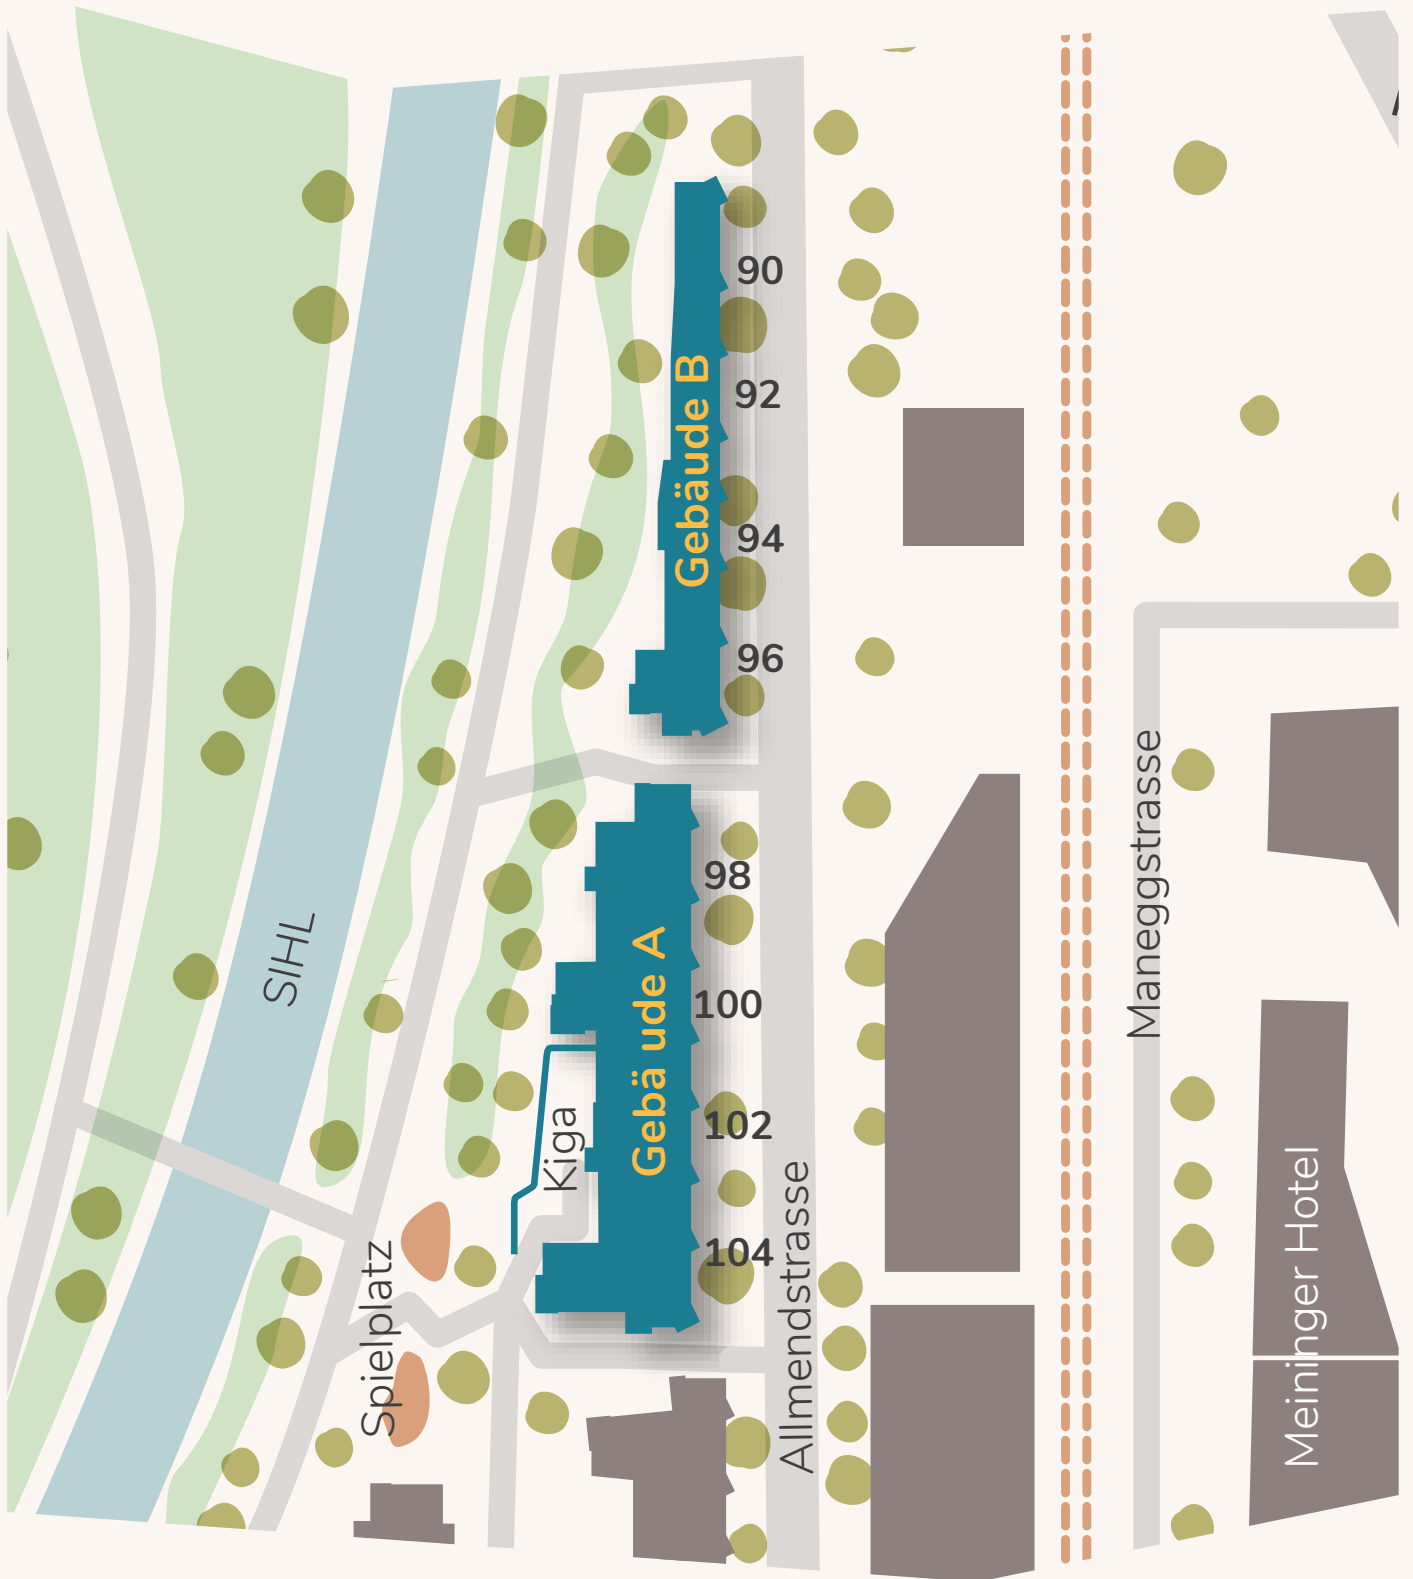 90
Gebäude B
92
94
96
98
SIHL
Gebä ude A
100
Kiga
102
104
Spielplatz
Allmendstrasse
Maneggstrasse
Meininger Hotel